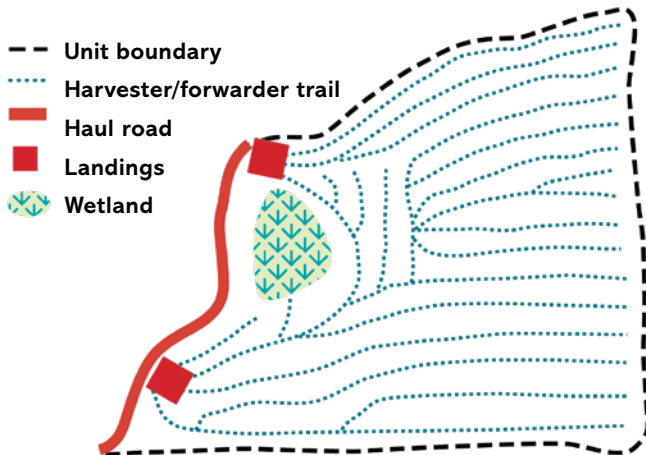 Unit boundary
Harvester/forwarder trail
Haul road
Landings
Wetland